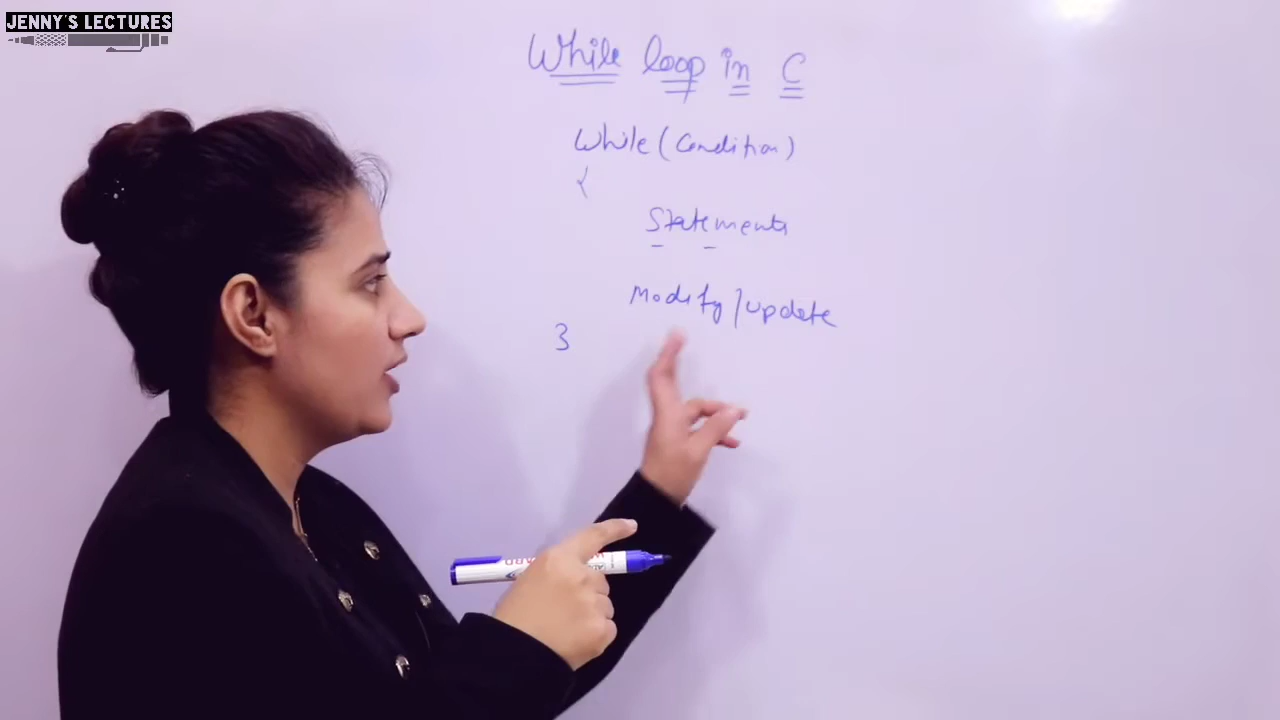 JENNY'S LECTURES
While loop in C
While (Condition)
{
Statements
Modify/update
}